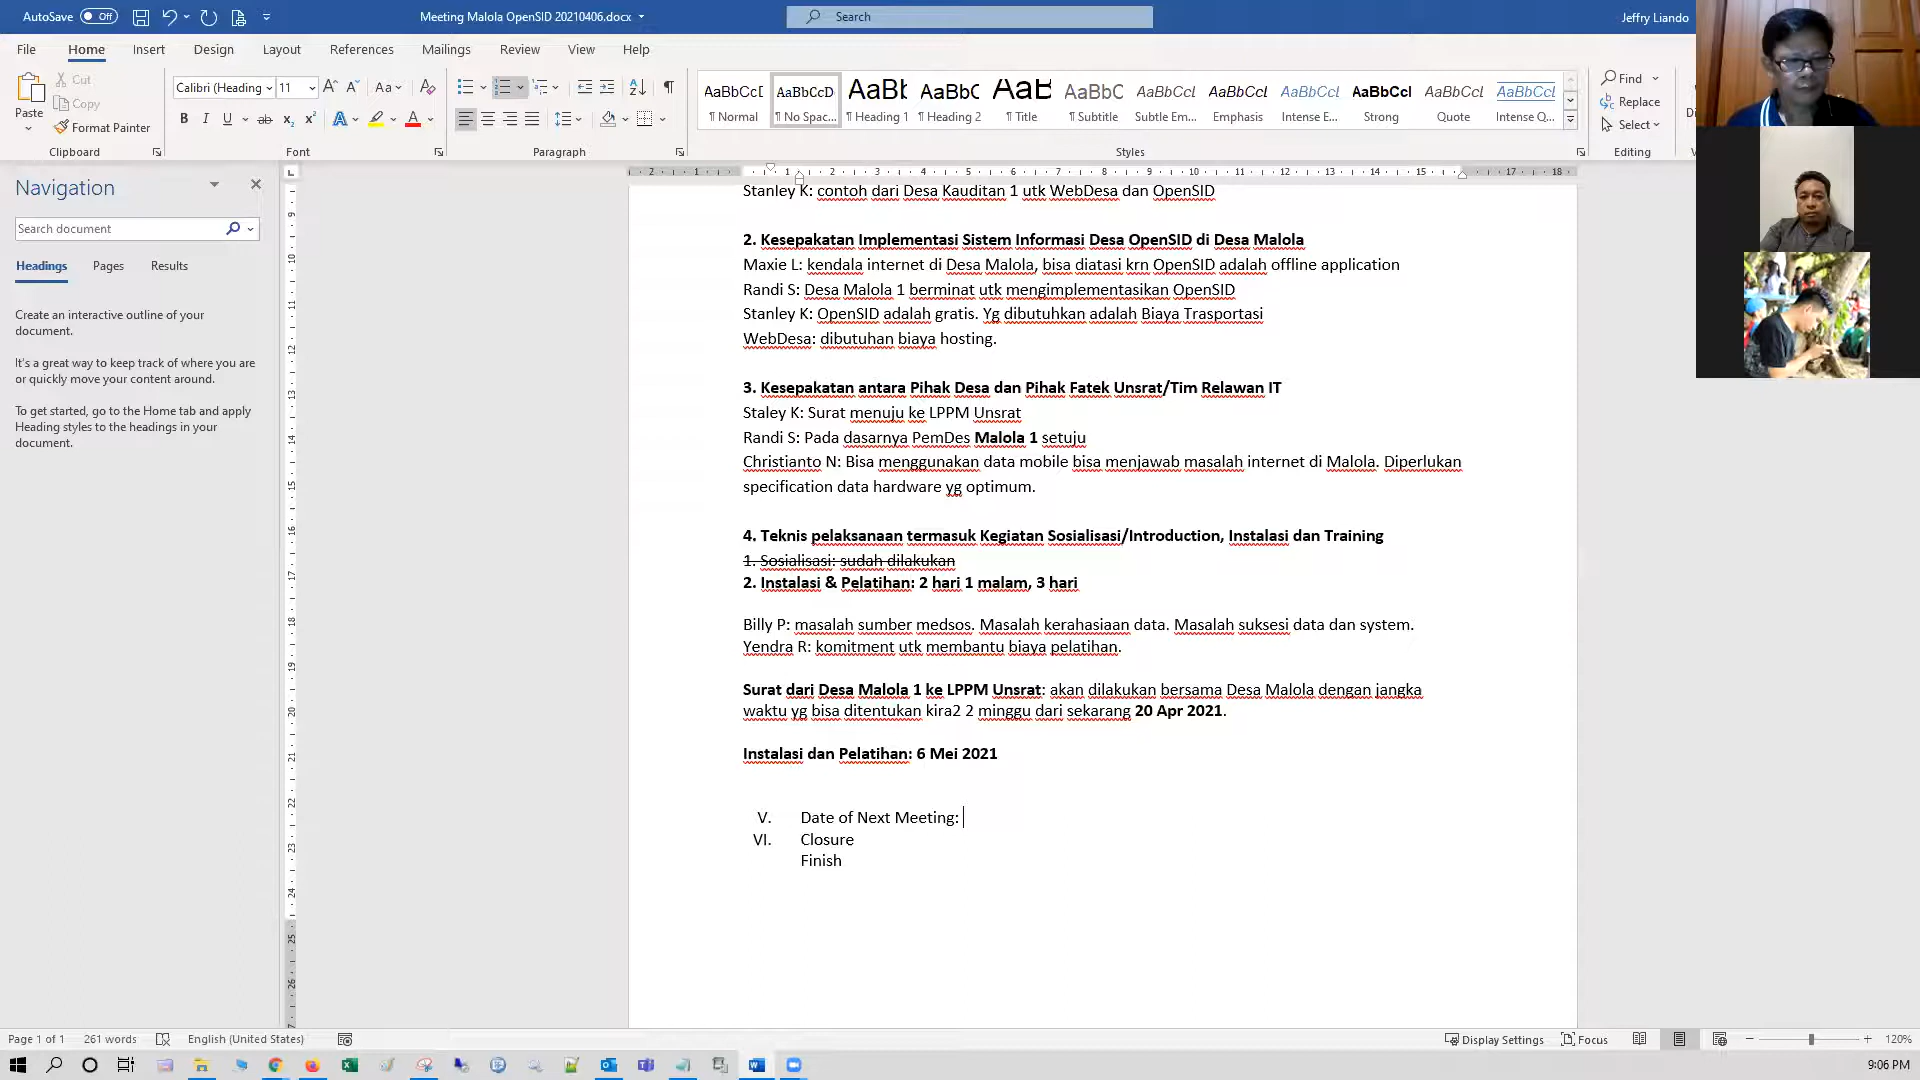 AutoSave Off Meeting Malola OpenSID 20210406.docx Search Jeffry Liando
File Home Insert Design Layout References Mailings Review View Help
Paste Cut Copy Format Painter
Calibri (Heading 11
AaBbCcI AaBbCcD AaBbC AaBbC AaB AaBbC AaBbCcL AaBbCcL AaBbCcL AaBbCcI AaBbCcL AaBbCcL
¶ Normal ¶ No Spac... ¶ Heading 1 ¶ Heading 2 ¶ Title ¶ Subtitle Subtle Em... Emphasis Intense E... Strong Quote Intense Q...
Find
Replace
Select
Clipboard Font Paragraph Styles Editing
Navigation
Search document
Headings Pages Results
Create an interactive outline of your
document.
It's a great way to keep track of where you are
or quickly move your content around.
To get started, go to the Home tab and apply
Heading styles to the headings in your
document.
Stanley K: contoh dari Desa Kauditan 1 utk WebDesa dan OpenSID
2. Kesepakatan Implementasi Sistem Informasi Desa OpenSID di Desa Malola
Maxie L: kendala internet di Desa Malola, bisa diatasi krn OpenSID adalah offline application
Randi S: Desa Malola 1 berminat utk mengimplementasikan OpenSID
Stanley K: OpenSID adalah gratis. Yg dibutuhkan adalah Biaya Trasportasi
WebDesa: dibutuhan biaya hosting.
3. Kesepakatan antara Pihak Desa dan Pihak Fatek Unsrat/Tim Relawan IT
Staley K: Surat menuju ke LPPM Unsrat
Randi S: Pada dasarnya PemDes Malola 1 setuju
Christianto N: Bisa menggunakan data mobile bisa menjawab masalah internet di Malola. Diperlukan
specification data hardware yg optimum.
4. Teknis pelaksanaan termasuk Kegiatan Sosialisasi/Introduction, Instalasi dan Training
1. Sosialisasi: sudah dilakukan
2. Instalasi & Pelatihan: 2 hari 1 malam, 3 hari
Billy P: masalah sumber medsos. Masalah kerahasiaan data. Masalah suksesi data dan system.
Yendra R: komitment utk membantu biaya pelatihan.
Surat dari Desa Malola 1 ke LPPM Unsrat: akan dilakukan bersama Desa Malola dengan jangka
waktu yg bisa ditentukan kira2 2 minggu dari sekarang 20 Apr 2021.
Instalasi dan Pelatihan: 6 Mei 2021
V. Date of Next Meeting:
VI. Closure
Finish
Page 1 of 1 261 words English (United States) Display Settings Focus 120%
9:06 PM